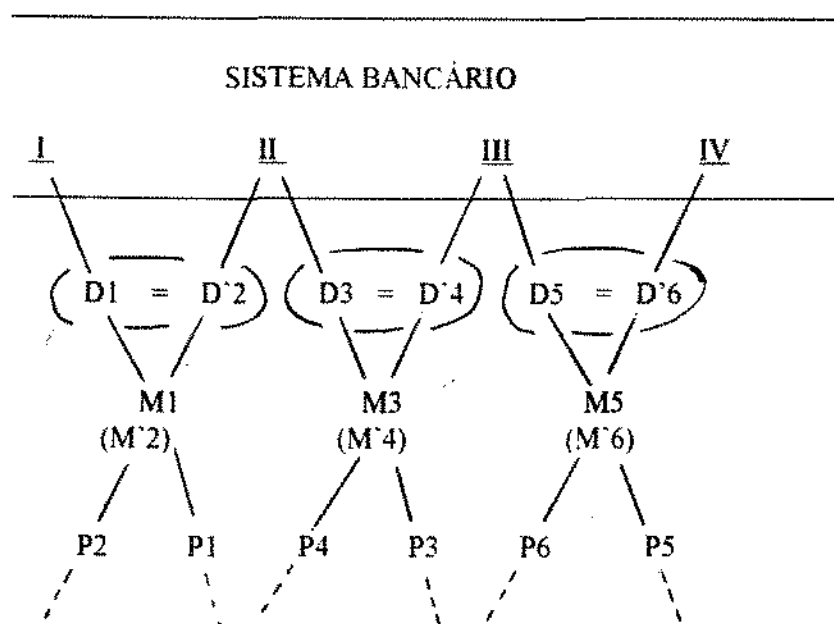 SISTEMA BANCÁRIO
I II III IV
D1 = D`2 D3 = D`4 D5 = D`6
M1 M3 M5
(M`2) (M`4) (M`6)
P2 P1 P4 P3 P6 P5